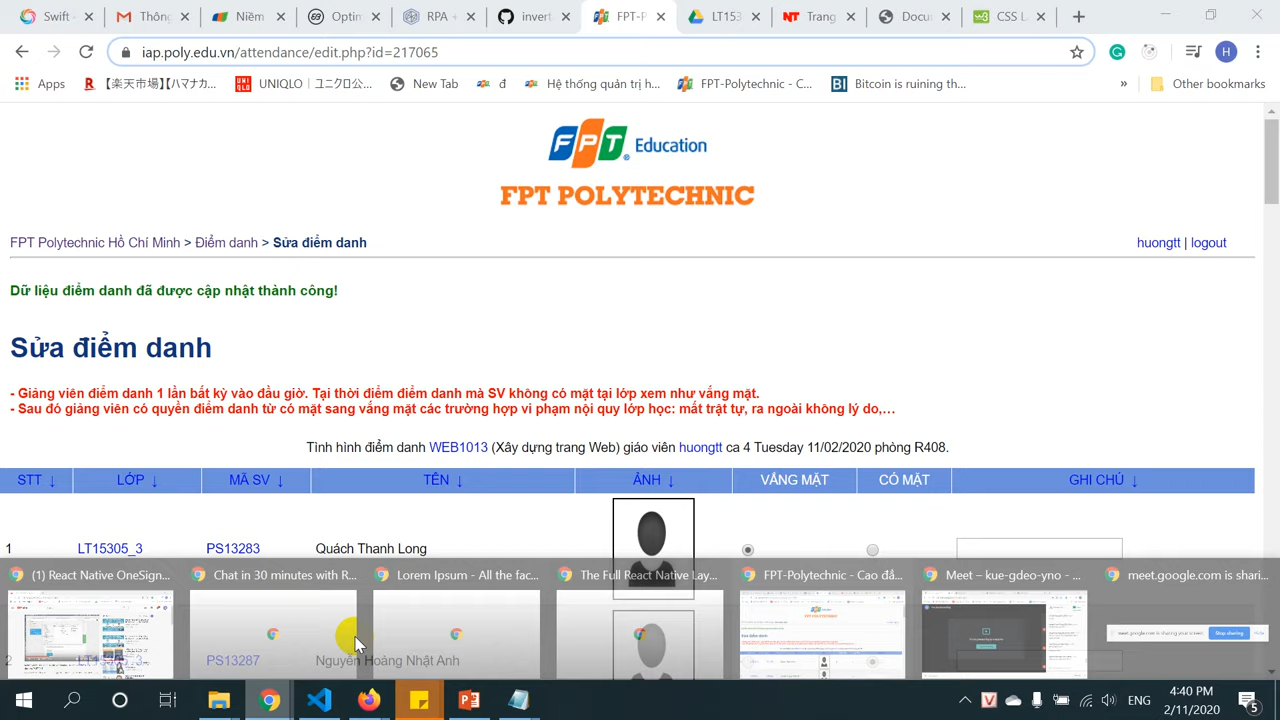 Swift
Thông
Niềm
Optim
RPA +
invert
FPT-P
LT153
NT Trang
Docu
CSS L
iap.poly.edu.vn/attendance/edit.php?id=217065
H
Apps
R 【楽天市場】【ハマナカ...
UNIQLO｜ユニクロ公...
New Tab
đ
Hệ thống quản trị h...
FPT-Polytechnic - C...
BI Bitcoin is ruining th...
» Other bookmarks
FPT Education
FPT POLYTECHNIC
FPT Polytechnic Hồ Chí Minh > Điểm danh > Sửa điểm danh
huongtt | logout
Dữ liệu điểm danh đã được cập nhật thành công!
Sửa điểm danh
- Giảng viên điểm danh 1 lần bất kỳ vào đầu giờ. Tại thời điểm điểm danh mà SV không có mặt tại lớp xem như vắng mặt.
- Sau đó giảng viên có quyền điểm danh từ có mặt sang vắng mặt các trường hợp vi phạm nội quy lớp học: mất trật tự, ra ngoài không lý do,...
Tình hình điểm danh WEB1013 (Xây dựng trang Web) giáo viên huongtt ca 4 Tuesday 11/02/2020 phòng R408.
STT ↓ LỚP ↓ MÃ SV ↓ TÊN ↓ ẢNH ↓ VẮNG MẶT CÓ MẶT GHI CHÚ ↓
1 LT15305_3 PS13283 Quách Thanh Long
(1) React Native OneSign...
Chat in 30 minutes with R...
Lorem Ipsum - All the fac...
The Full React Native Lay...
FPT-Polytechnic - Cao đẳ...
Meet – kue-gdeo-yno - ...
meet.google.com is shari...
Stop sharing
2 PS13287 Nguyễn Hoàng Nhật Anh
ENG
4:40 PM
2/11/2020
5